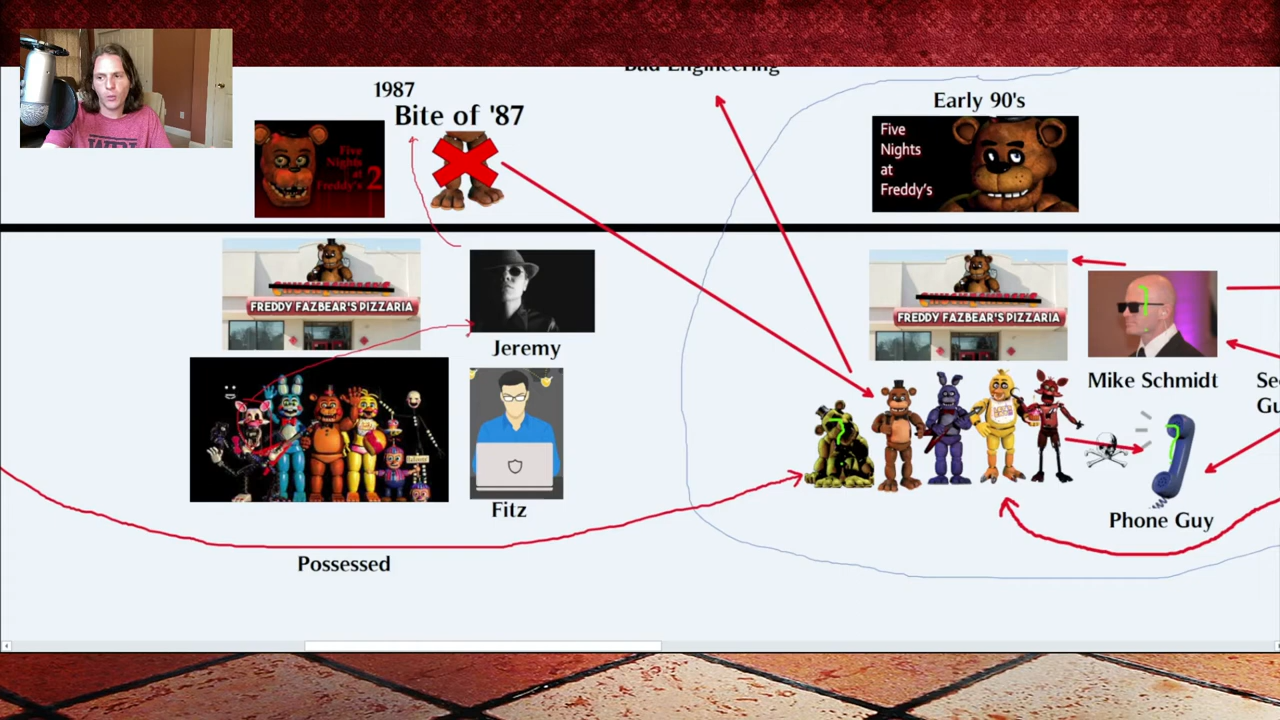 Bad Engineering
1987
Bite of '87
Five
Nights
at
Freddy's 2
Early 90's
Five
Nights
at
Freddy's
FREDDY FAZBEAR'S PIZZARIA
Jeremy
Fitz
Possessed
FREDDY FAZBEAR'S PIZZARIA
Mike Schmidt
Phone Guy